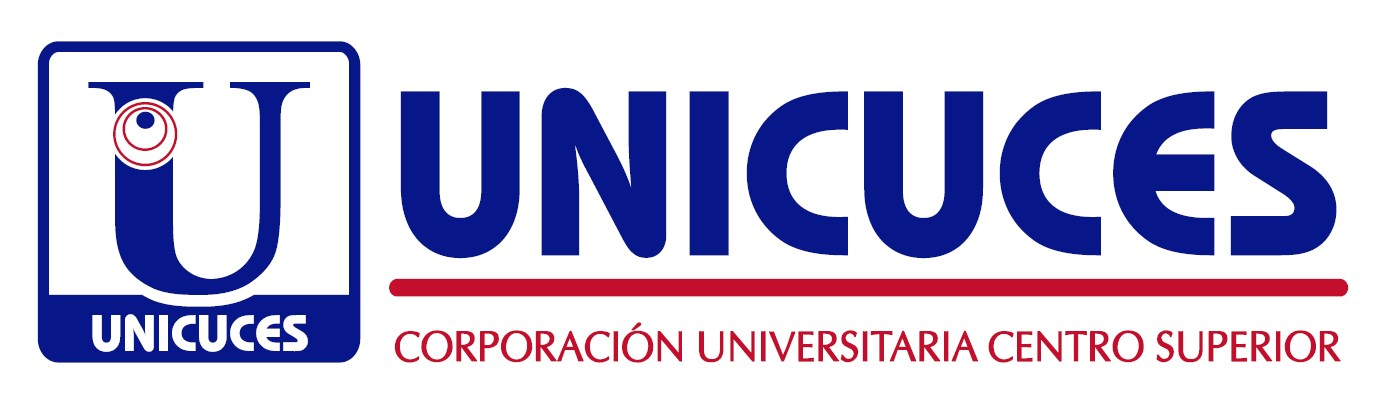 U
UNICUCES
UNICUCES
CORPORACIÓN UNIVERSITARIA CENTRO SUPERIOR